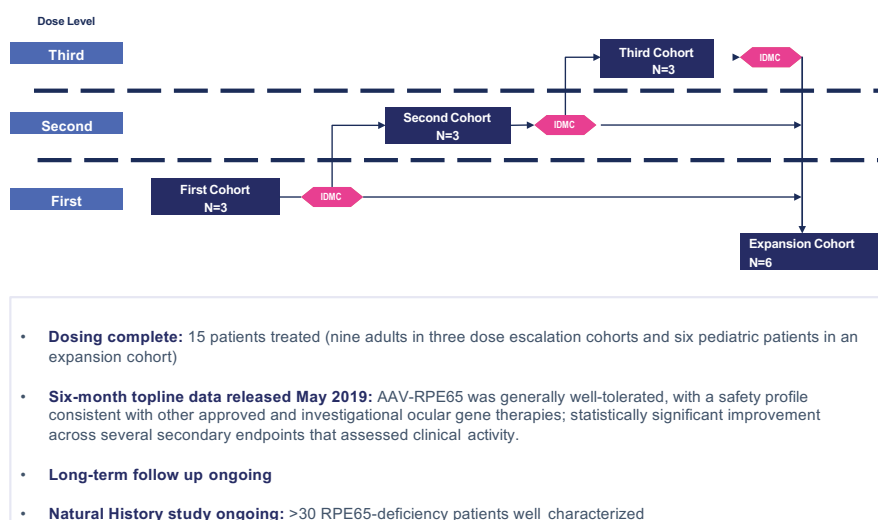 Dose Level
Third
Third Cohort
N=3
IDMC
Second
Second Cohort
N=3
IDMC
First
First Cohort
N=3
IDMC
Expansion Cohort
N=6
• Dosing complete: 15 patients treated (nine adults in three dose escalation cohorts and six pediatric patients in an
expansion cohort)
• Six-month topline data released May 2019: AAV-RPE65 was generally well-tolerated, with a safety profile
consistent with other approved and investigational ocular gene therapies; statistically significant improvement
across several secondary endpoints that assessed clinical activity.
• Long-term follow up ongoing
• Natural History study ongoing: >30 RPE65-deficiency patients well characterized